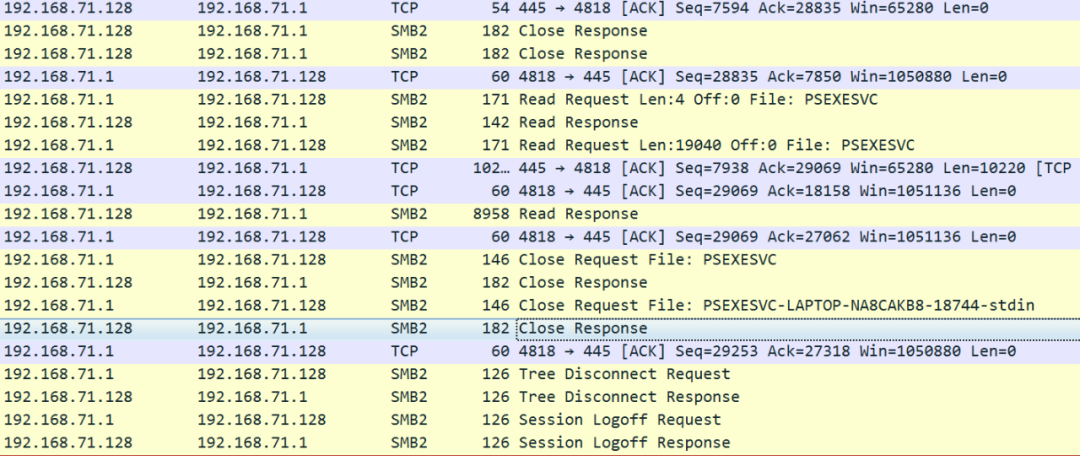 192.168.71.128 192.168.71.1 TCP 54 445 → 4818 [ACK] Seq=7594 Ack=28835 Win=65280 Len=0
192.168.71.128 192.168.71.1 SMB2 182 Close Response
192.168.71.128 192.168.71.1 SMB2 182 Close Response
192.168.71.1 192.168.71.128 TCP 60 4818 → 445 [ACK] Seq=28835 Ack=7850 Win=1050880 Len=0
192.168.71.1 192.168.71.128 SMB2 171 Read Request Len:4 Off:0 File: PSEXESVC
192.168.71.128 192.168.71.1 SMB2 142 Read Response
192.168.71.1 192.168.71.128 SMB2 171 Read Request Len:19040 Off:0 File: PSEXESVC
192.168.71.128 192.168.71.1 TCP 102… 445 → 4818 [ACK] Seq=7938 Ack=29069 Win=65280 Len=10220 [TCP
192.168.71.1 192.168.71.128 TCP 60 4818 → 445 [ACK] Seq=29069 Ack=18158 Win=1051136 Len=0
192.168.71.128 192.168.71.1 SMB2 8958 Read Response
192.168.71.1 192.168.71.128 TCP 60 4818 → 445 [ACK] Seq=29069 Ack=27062 Win=1051136 Len=0
192.168.71.1 192.168.71.128 SMB2 146 Close Request File: PSEXESVC
192.168.71.128 192.168.71.1 SMB2 182 Close Response
192.168.71.1 192.168.71.128 SMB2 146 Close Request File: PSEXESVC-LAPTOP-NA8CAKB8-18744-stdin
192.168.71.128 192.168.71.1 SMB2 182 Close Response
192.168.71.1 192.168.71.128 TCP 60 4818 → 445 [ACK] Seq=29253 Ack=27318 Win=1050880 Len=0
192.168.71.1 192.168.71.128 SMB2 126 Tree Disconnect Request
192.168.71.128 192.168.71.1 SMB2 126 Tree Disconnect Response
192.168.71.1 192.168.71.128 SMB2 126 Session Logoff Request
192.168.71.128 192.168.71.1 SMB2 126 Session Logoff Response